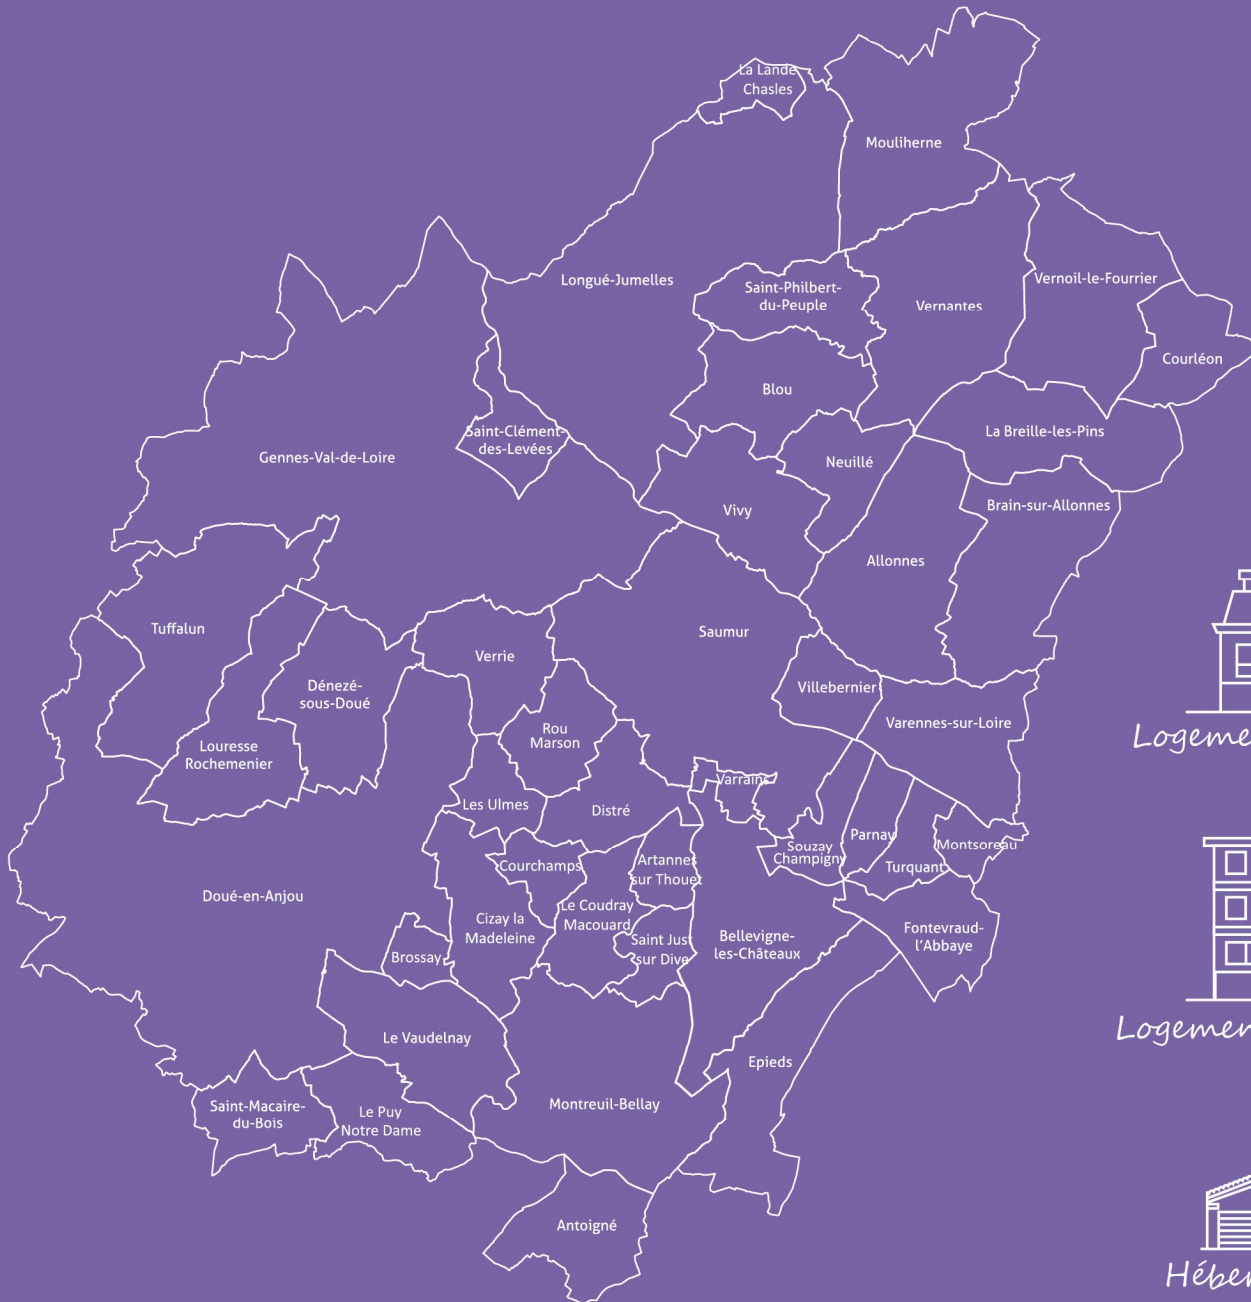 La Lande
Chasles
Mouliherne
Longué-Jumelles
Saint-Philbert-
du-Peuple
Vernantes
Vernoil-le-Fourrier
Courléon
Blou
La Breille-les-Pins
Saint-Clément-
des-Levées
Gennes-Val-de-Loire
Neuillé
Vivy
Brain-sur-Allonnes
Allonnes
Tuffalun
Saumur
Verrie
Dénezé-
sous-Doué
Villebernier
Varennes-sur-Loire
Rou
Marson
Louresse
Rochemenier
Varrains
Les Ulmes
Distré
Parnay
Souzay
Champigny
Montsoreau
Courchamps
Artannes
sur Thouet
Turquant
Doué-en-Anjou
Le Coudray
Macouard
Cizay la
Madeleine
Bellevigne-
les-Châteaux
Fontevraud-
l'Abbaye
Saint Just
sur Dive
Brossay
Le Vaudelnay
Epieds
Montreuil-Bellay
Saint-Macaire-
du-Bois
Le Puy
Notre Dame
Antoigné
Logeme
Logemen
Héber